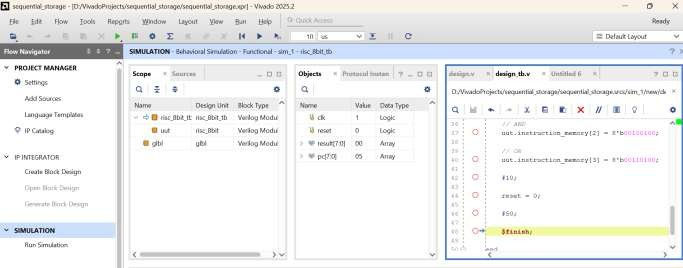 sequential_storage - [D:/VivadoProjects/sequential_storage/sequential_storage.xpr] - Vivado 2025.2
File Edit Flow Tools Reports Window Layout View Run Help Quick Access Ready
10 us Default Layout
Flow Navigator SIMULATION - Behavioral Simulation - Functional - sim_1 - risc_8bit_tb
PROJECT MANAGER
Settings
Add Sources
Language Templates
IP Catalog
IP INTEGRATOR
Create Block Design
Open Block Design
Generate Block Design
SIMULATION
Run Simulation
Scope Sources
Name Design Unit Block Type
risc_8bit_tb risc_8bit_tb Verilog Modul
uut risc_8bit Verilog Modul
glbl glbl Verilog Modul
Objects Protocol Instan
Name Value Data Type
clk 1 Logic
reset 0 Logic
result[7:0] 00 Array
pc[7:0] 05 Array
design.v design_tb.v Untitled 6
D:/VivadoProjects/sequential_storage/sequential_storage.srcs/sim_1/new/de
36 // AND
37 uut.instruction_memory[2] = 8'b00100100;
38
39 // OR
40 uut.instruction_memory[3] = 8'b00110100;
41
42 #10;
43
44 reset = 0;
45
46 #50;
47
48 $finish;
49
50 end